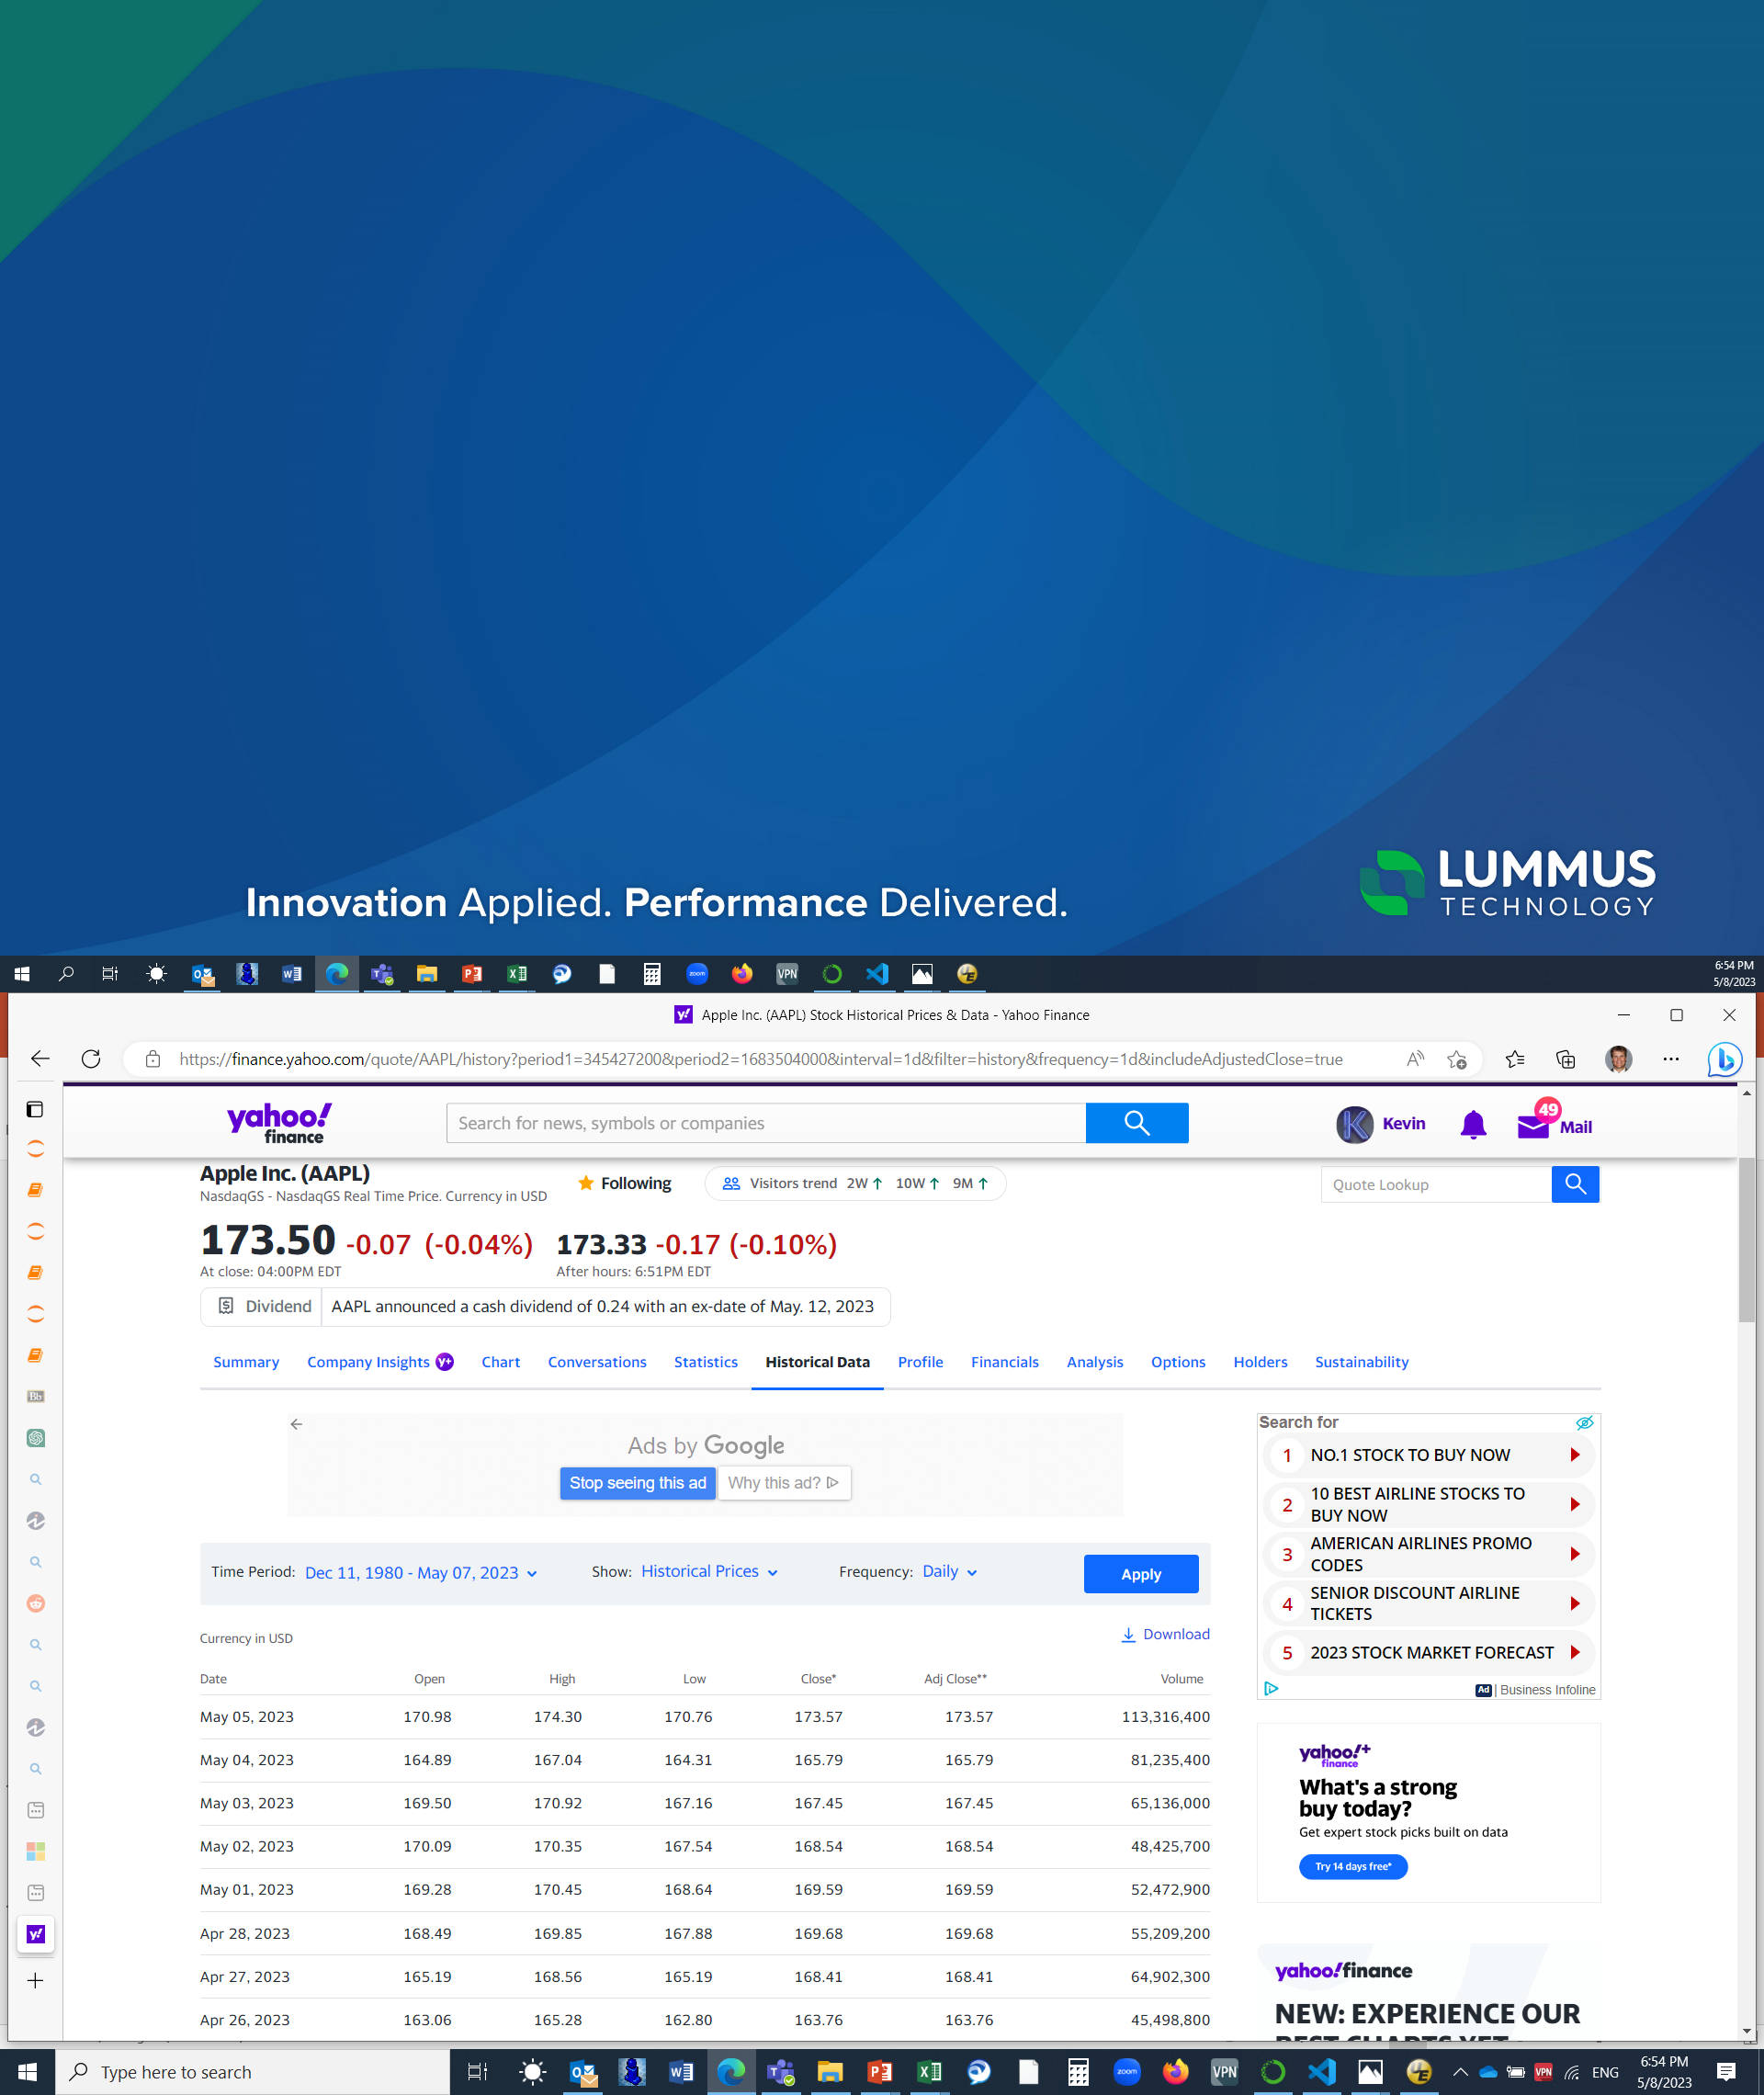 Innovation Applied. Performance Delivered.
LUMMUS
TECHNOLOGY
6:54 PM
5/8/2023
Apple Inc. (AAPL) Stock Historical Prices & Data - Yahoo Finance
https://finance.yahoo.com/quote/AAPL/history?period1=345427200&period2=1683504000&interval=1d&filter=history&frequency=1d&includeAdjustedClose=true
yahoo! finance
Search for news, symbols or companies
Kevin
49
Mail
Apple Inc. (AAPL)
NasdaqGS - NasdaqGS Real Time Price. Currency in USD
Following
Visitors trend 2W ↑ 10W ↑ 9M ↑
Quote Lookup
173.50 -0.07 (-0.04%) 173.33 -0.17 (-0.10%)
At close: 04:00PM EDT After hours: 6:51PM EDT
Dividend AAPL announced a cash dividend of 0.24 with an ex-date of May. 12, 2023
Summary Company Insights Y+ Chart Conversations Statistics Historical Data Profile Financials Analysis Options Holders Sustainability
Ads by Google
Stop seeing this ad Why this ad?
Time Period: Dec 11, 1980 - May 07, 2023 Show: Historical Prices Frequency: Daily Apply
Currency in USD Download
Date Open High Low Close* Adj Close** Volume
May 05, 2023 170.98 174.30 170.76 173.57 173.57 113,316,400
May 04, 2023 164.89 167.04 164.31 165.79 165.79 81,235,400
May 03, 2023 169.50 170.92 167.16 167.45 167.45 65,136,000
May 02, 2023 170.09 170.35 167.54 168.54 168.54 48,425,700
May 01, 2023 169.28 170.45 168.64 169.59 169.59 52,472,900
Apr 28, 2023 168.49 169.85 167.88 169.68 169.68 55,209,200
Apr 27, 2023 165.19 168.56 165.19 168.41 168.41 64,902,300
Apr 26, 2023 163.06 165.28 162.80 163.76 163.76 45,498,800
Search for
1 NO.1 STOCK TO BUY NOW
2 10 BEST AIRLINE STOCKS TO
BUY NOW
3 AMERICAN AIRLINES PROMO
CODES
4 SENIOR DISCOUNT AIRLINE
TICKETS
5 2023 STOCK MARKET FORECAST
Ad | Business Infoline
yahoo!+
finance
What's a strong
buy today?
Get expert stock picks built on data
Try 14 days free*
yahoo!finance
NEW: EXPERIENCE OUR
BEST CHARTS YET
Type here to search
zoom
VPN
ENG
6:54 PM
5/8/2023